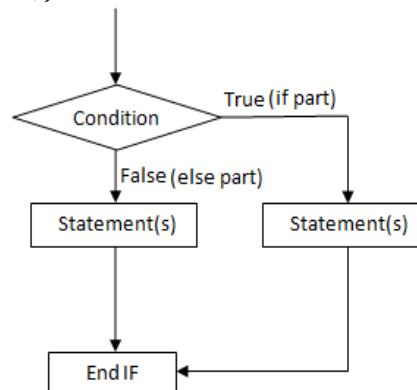 True (if part)
Condition
False (else part)
Statement(s)
Statement(s)
End IF